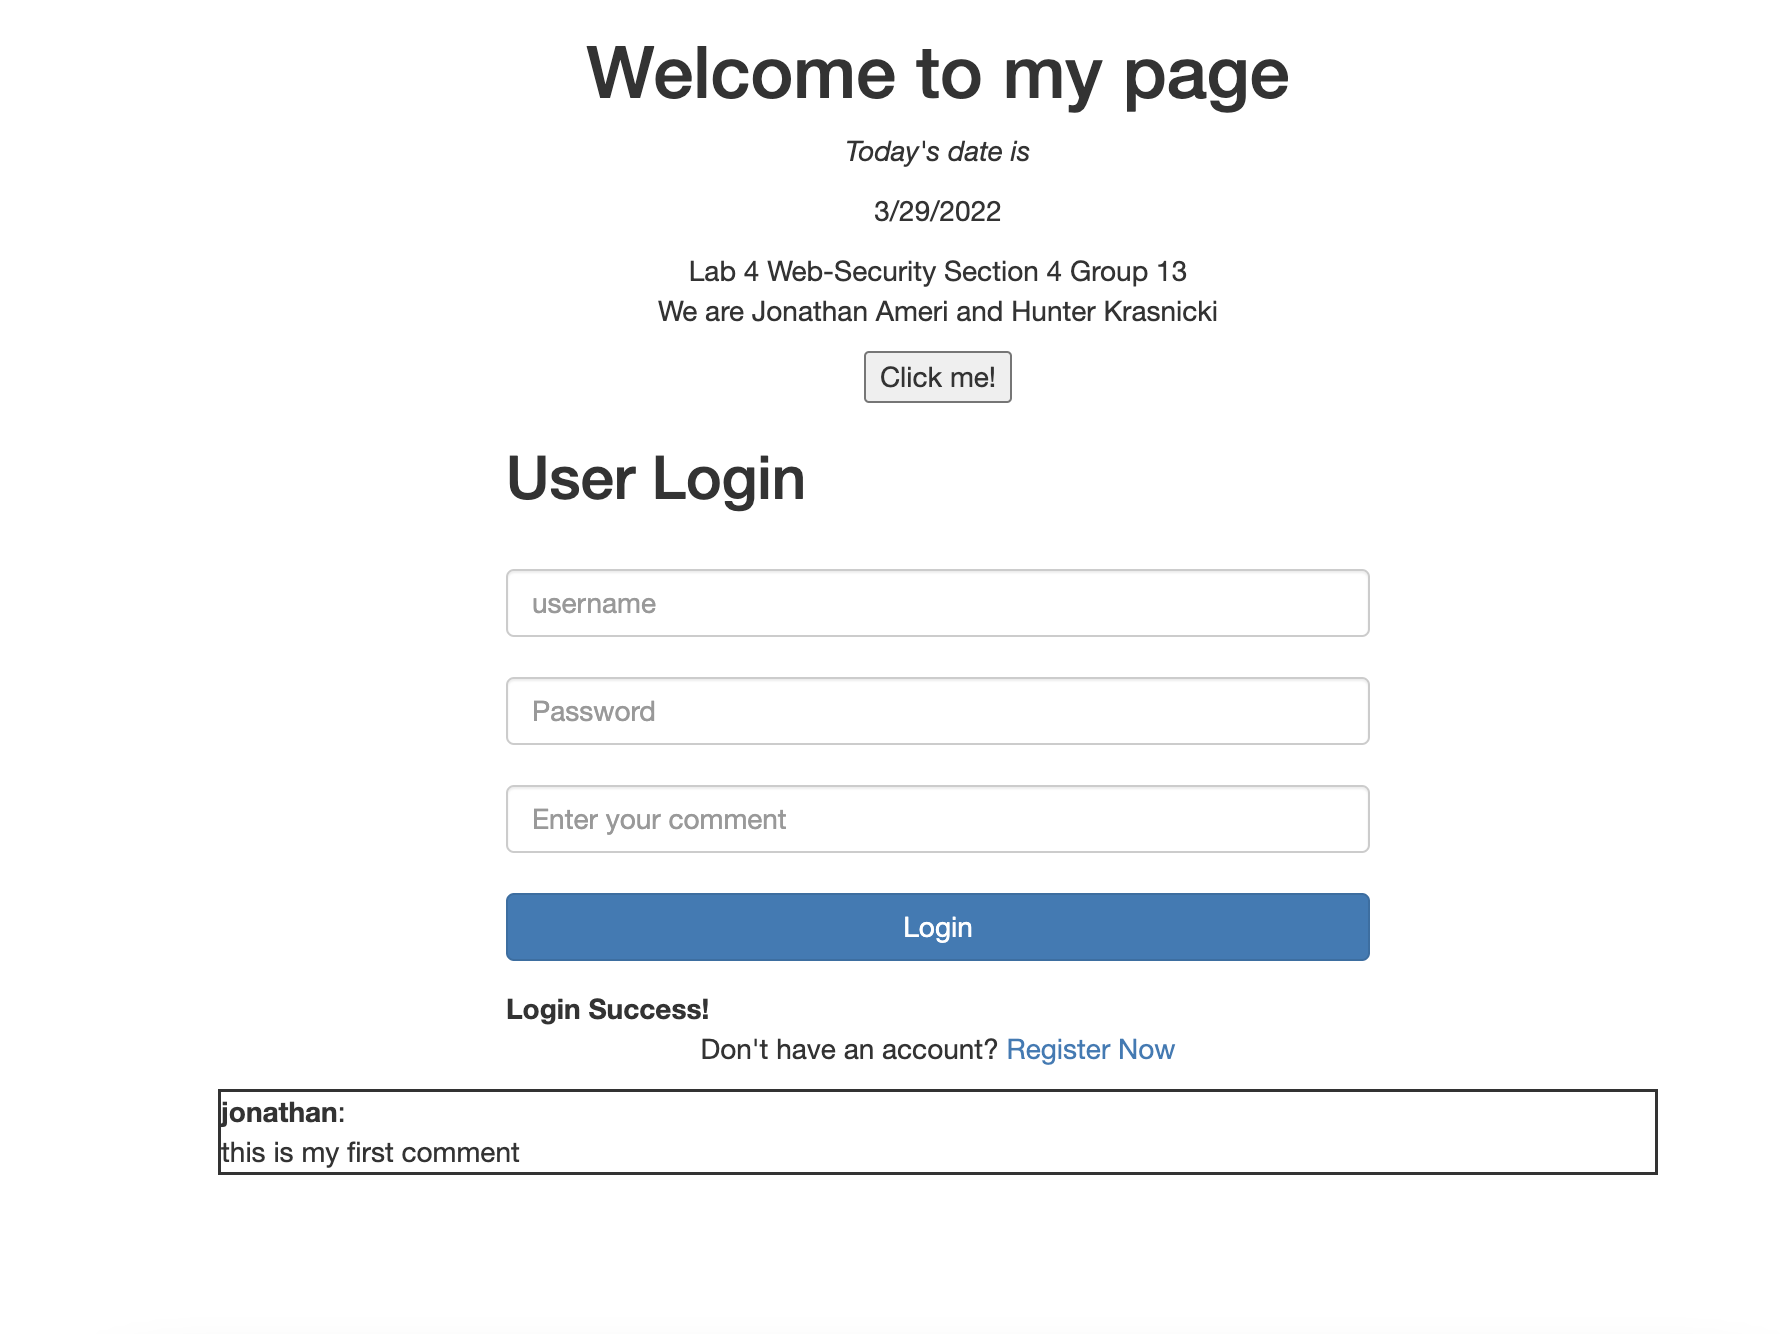 Welcome to my page
Today's date is
3/29/2022
Lab 4 Web-Security Section 4 Group 13
We are Jonathan Ameri and Hunter Krasnicki
Click me!
User Login
username
Password
Enter your comment
Login
Login Success!
Don't have an account? Register Now
jonathan:
this is my first comment